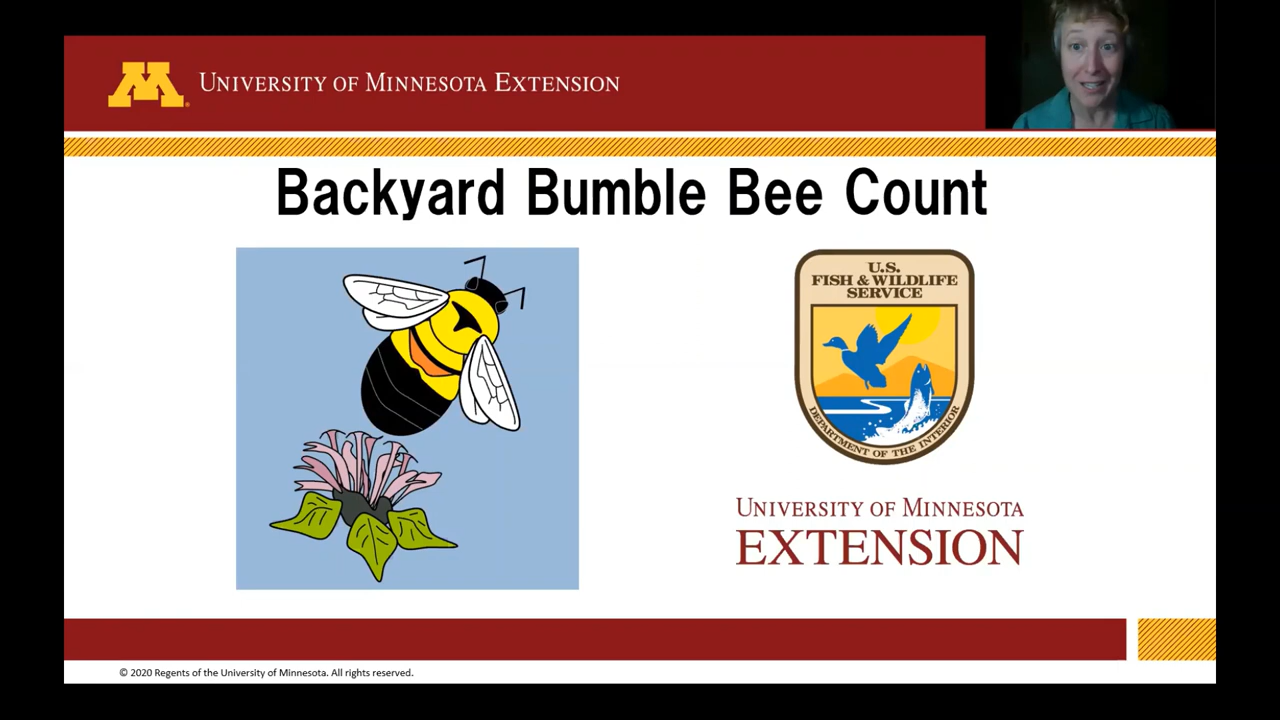 UNIVERSITY OF MINNESOTA EXTENSION
Backyard Bumble Bee Count
U.S.
FISH & WILDLIFE
SERVICE
DEPARTMENT OF THE INTERIOR
UNIVERSITY OF MINNESOTA
EXTENSION
© 2020 Regents of the University of Minnesota. All rights reserved.